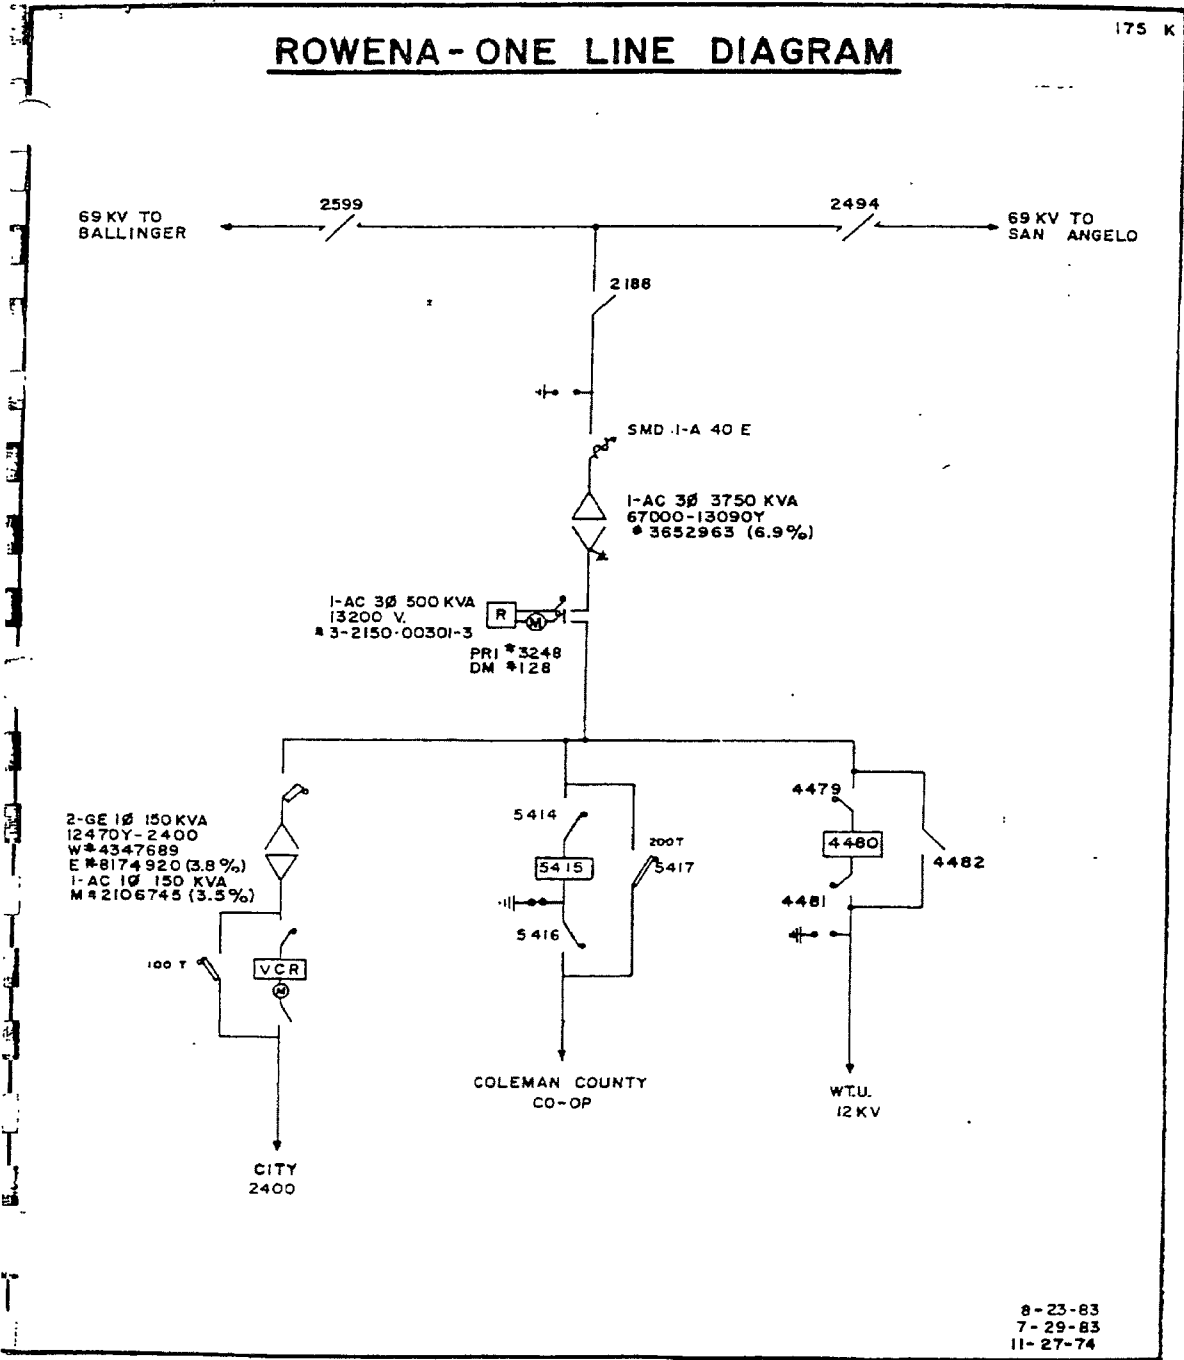 175 K
ROWENA-ONE LINE DIAGRAM
2599
2494
69 KV TO
BALLINGER
69 KV TO
SAN ANGELO
2188
SMD 1-A 40 E
1-AC 3Ø 3750 KVA
67000-13090Y
# 3652963 (6.9%)
1-AC 3Ø 500 KVA
13200 V.
# 3-2150-00301-3
R
M
PRI #3248
DM #128
2-GE 1Ø 150 KVA
12470Y-2400
W#4347689
E#8174920 (3.8%)
1-AC 1Ø 150 KVA
M#2106745 (3.5%)
100 T
VCR
M
CITY
2400
5414
5415
5416
200T
5417
COLEMAN COUNTY
CO-OP
4479
4480
4481
4482
W.T.U.
12 KV
8-23-83
7-29-83
11-27-74